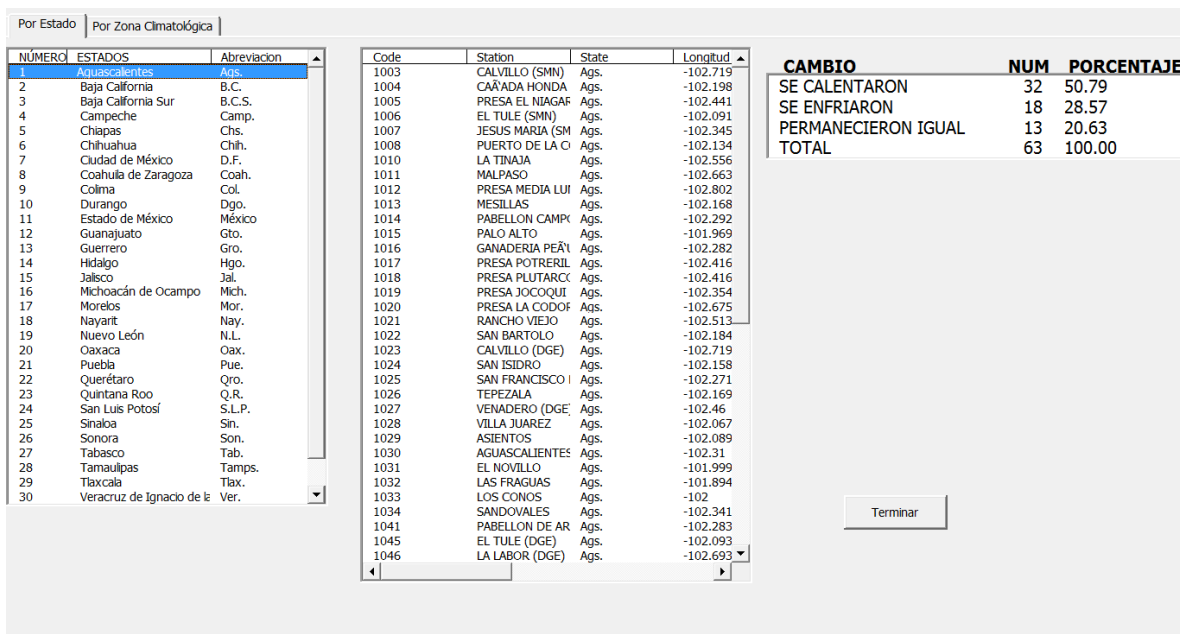 Por Estado Por Zona Climatológica
NÚMERO ESTADOS Abreviacion
1 Aguascalientes Ags.
2 Baja California B.C.
3 Baja California Sur B.C.S.
4 Campeche Camp.
5 Chiapas Chs.
6 Chihuahua Chih.
7 Ciudad de México D.F.
8 Coahuila de Zaragoza Coah.
9 Colima Col.
10 Durango Dgo.
11 Estado de México México
12 Guanajuato Gto.
13 Guerrero Gro.
14 Hidalgo Hgo.
15 Jalisco Jal.
16 Michoacán de Ocampo Mich.
17 Morelos Mor.
18 Nayarit Nay.
19 Nuevo León N.L.
20 Oaxaca Oax.
21 Puebla Pue.
22 Querétaro Qro.
23 Quintana Roo Q.R.
24 San Luis Potosí S.L.P.
25 Sinaloa Sin.
26 Sonora Son.
27 Tabasco Tab.
28 Tamaulipas Tamps.
29 Tlaxcala Tlax.
30 Veracruz de Ignacio de la Ver.
Code Station State Longitud
1003 CALVILLO (SMN) Ags. -102.719
1004 CAÃ'ADA HONDA Ags. -102.198
1005 PRESA EL NIAGAR Ags. -102.441
1006 EL TULE (SMN) Ags. -102.091
1007 JESUS MARIA (SM Ags. -102.345
1008 PUERTO DE LA C Ags. -102.134
1010 LA TINAJA Ags. -102.556
1011 MALPASO Ags. -102.663
1012 PRESA MEDIA LU Ags. -102.802
1013 MESILLAS Ags. -102.168
1014 PABELLON CAMP Ags. -102.292
1015 PALO ALTO Ags. -101.969
1016 GANADERIA PEÃ' Ags. -102.282
1017 PRESA POTRERIL Ags. -102.416
1018 PRESA PLUTARC Ags. -102.416
1019 PRESA JOCOQUI Ags. -102.354
1020 PRESA LA CODOR Ags. -102.675
1021 RANCHO VIEJO Ags. -102.513
1022 SAN BARTOLO Ags. -102.184
1023 CALVILLO (DGE) Ags. -102.719
1024 SAN ISIDRO Ags. -102.158
1025 SAN FRANCISCO Ags. -102.271
1026 TEPEZALA Ags. -102.169
1027 VENADERO (DGE) Ags. -102.46
1028 VILLA JUAREZ Ags. -102.067
1029 ASIENTOS Ags. -102.089
1030 AGUASCALIENTES Ags. -102.31
1031 EL NOVILLO Ags. -101.999
1032 LAS FRAGUAS Ags. -101.894
1033 LOS CONOS Ags. -102
1034 SANDOVALES Ags. -102.341
1041 PABELLON DE AR Ags. -102.283
1045 EL TULE (DGE) Ags. -102.093
1046 LA LABOR (DGE) Ags. -102.693
CAMBIO NUM PORCENTAJE
SE CALENTARON 32 50.79
SE ENFRIARON 18 28.57
PERMANECIERON IGUAL 13 20.63
TOTAL 63 100.00
Terminar